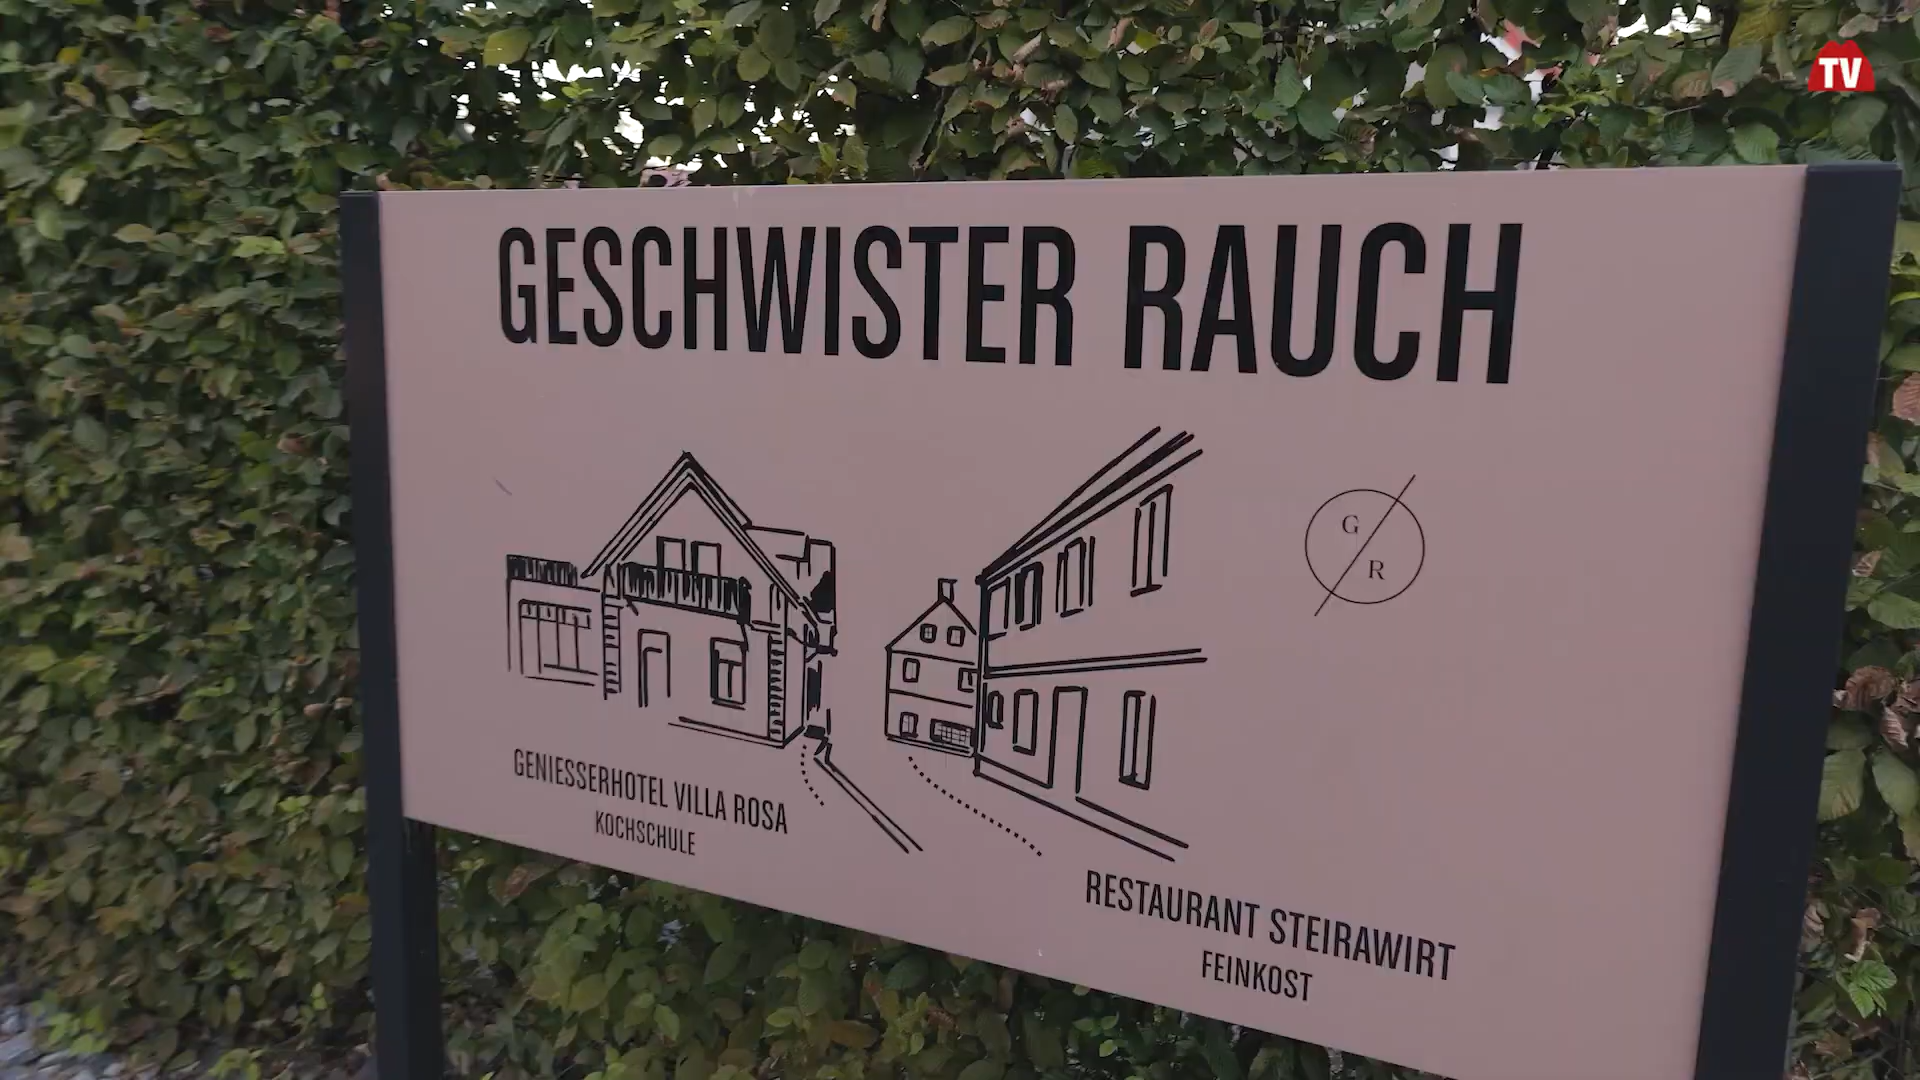 TV
GESCHWISTER RAUCH
G
R
GENIESSERHOTEL VILLA ROSA
KOCHSCHULE
RESTAURANT STEIRAWIRT
FEINKOST